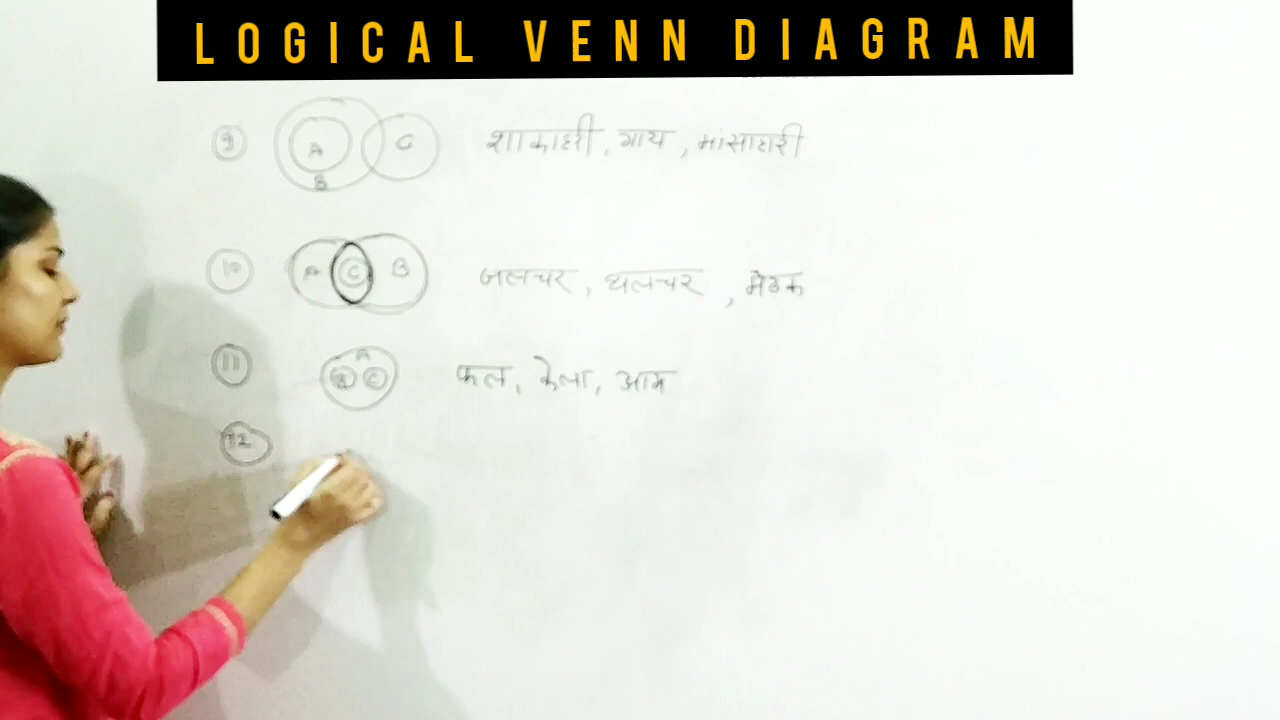 LOGICAL VENN DIAGRAM
9 A B C शाकाहारी, गाय, मांसाहारी
10 A C B जलचर, थलचर, मेढक
11 A B C फल, केला, आम
12